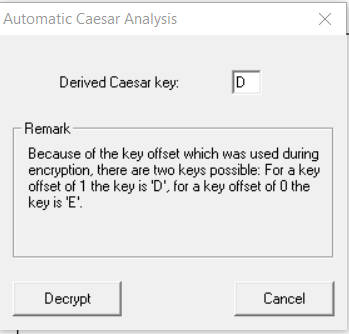 Automatic Caesar Analysis
Derived Caesar key: D
Remark
Because of the key offset which was used during
encryption, there are two keys possible: For a key
offset of 1 the key is 'D', for a key offset of 0 the
key is 'E'.
Decrypt Cancel